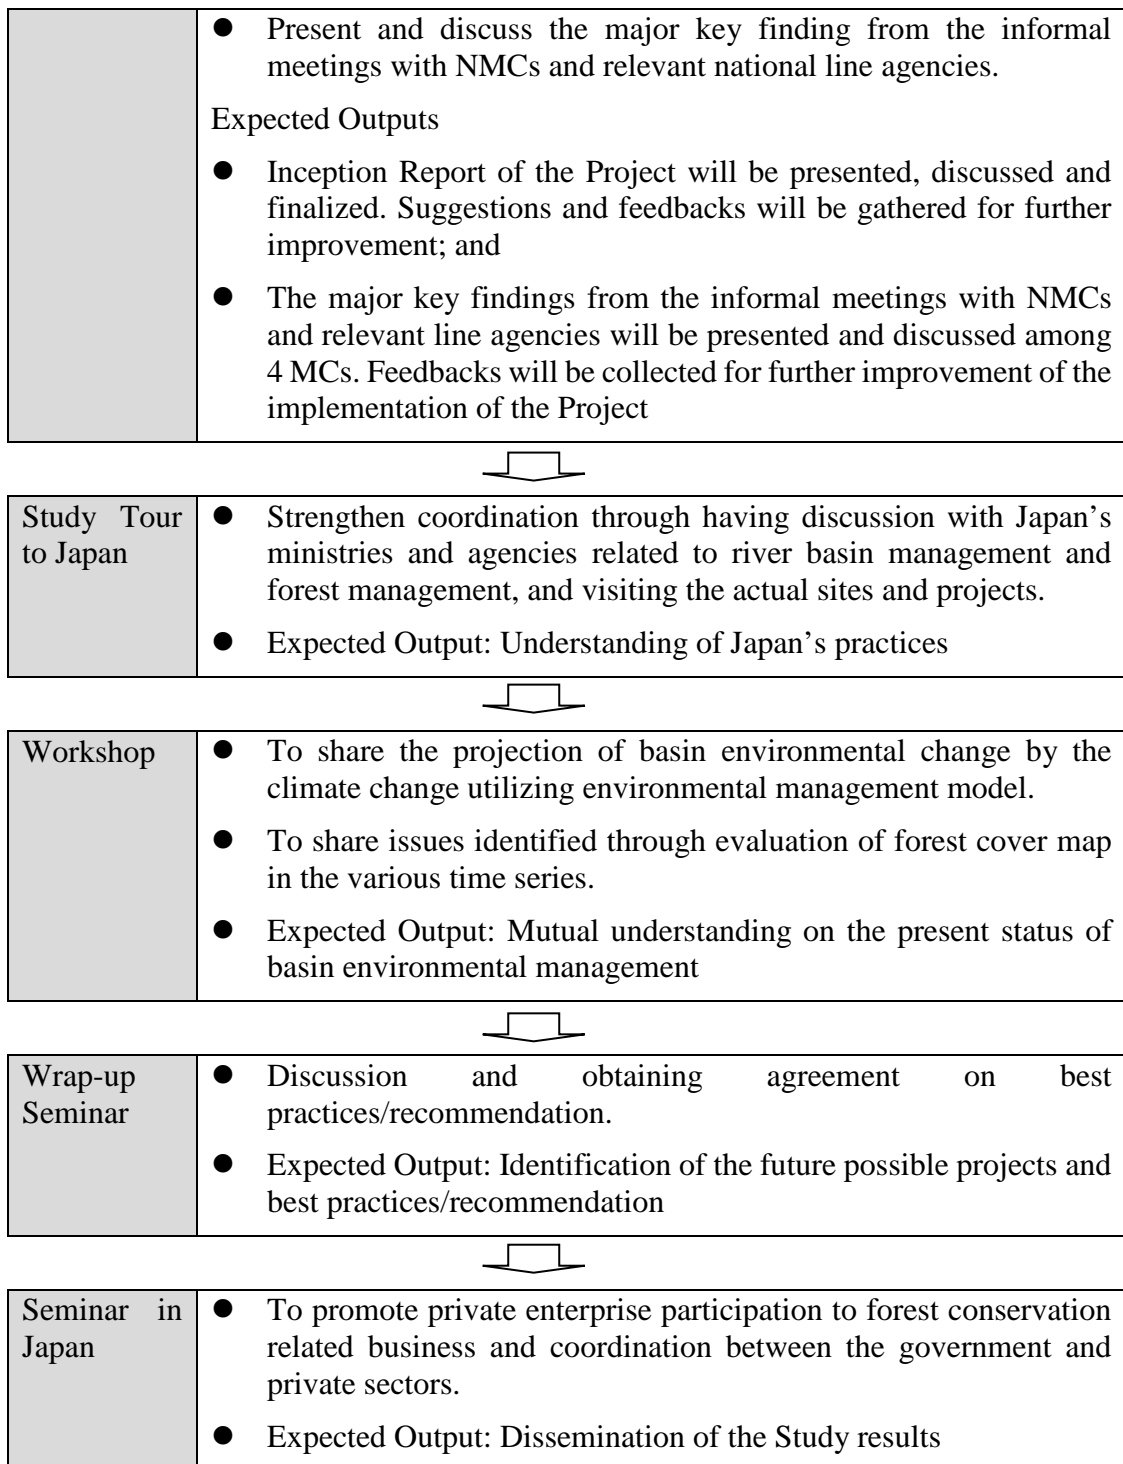 ● Present and discuss the major key finding from the informal
meetings with NMCs and relevant national line agencies.
Expected Outputs
● Inception Report of the Project will be presented, discussed and
finalized. Suggestions and feedbacks will be gathered for further
improvement; and
● The major key findings from the informal meetings with NMCs
and relevant line agencies will be presented and discussed among
4 MCs. Feedbacks will be collected for further improvement of the
implementation of the Project
Study Tour
to Japan
● Strengthen coordination through having discussion with Japan’s
ministries and agencies related to river basin management and
forest management, and visiting the actual sites and projects.
● Expected Output: Understanding of Japan’s practices
Workshop
● To share the projection of basin environmental change by the
climate change utilizing environmental management model.
● To share issues identified through evaluation of forest cover map
in the various time series.
● Expected Output: Mutual understanding on the present status of
basin environmental management
Wrap-up
Seminar
● Discussion and obtaining agreement on best
practices/recommendation.
● Expected Output: Identification of the future possible projects and
best practices/recommendation
Seminar in
Japan
● To promote private enterprise participation to forest conservation
related business and coordination between the government and
private sectors.
● Expected Output: Dissemination of the Study results